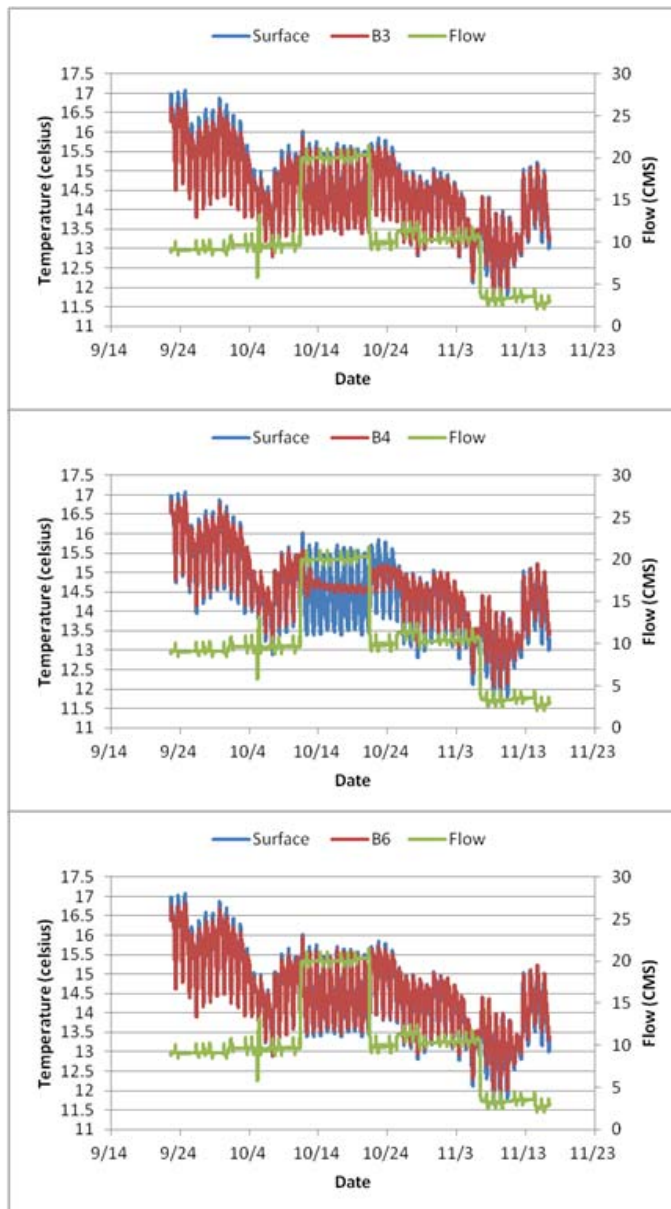 Surface B3 Flow
17.5 30
17
16.5 25
16
15.5 20
15
14.5 15
14
13.5 10
13
12.5 5
12
11.5
11 0
Temperature (celsius)
Flow (CMS)
9/14 9/24 10/4 10/14 10/24 11/3 11/13 11/23
Date
Surface B4 Flow
17.5 30
17
16.5 25
16
15.5 20
15
14.5 15
14
13.5 10
13
12.5 5
12
11.5
11 0
Temperature (celsius)
Flow (CMS)
9/14 9/24 10/4 10/14 10/24 11/3 11/13 11/23
Date
Surface B6 Flow
17.5 30
17
16.5 25
16
15.5 20
15
14.5 15
14
13.5 10
13
12.5 5
12
11.5
11 0
Temperature (celsius)
Flow (CMS)
9/14 9/24 10/4 10/14 10/24 11/3 11/13 11/23
Date